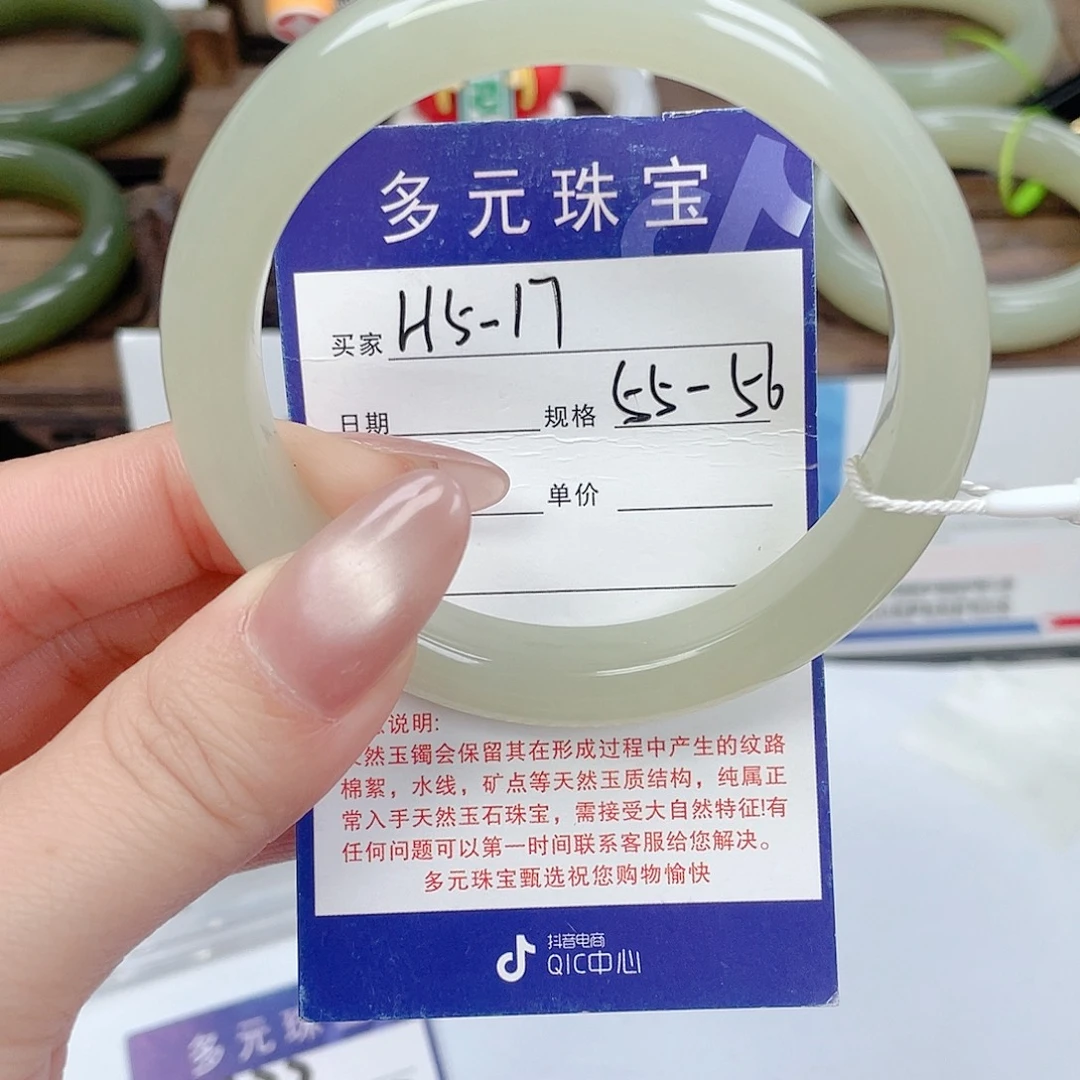 多元珠宝
买家 H5-17
日期 规格 55-56
单价
说明:
然玉镯会保留其在形成过程中产生的纹路
棉絮，水线，矿点等天然玉质结构，纯属正
常入手天然玉石珠宝，需接受大自然特征!有
任何问题可以第一时间联系客服给您解决。
多元珠宝甄选祝您购物愉快
抖音电商
QIC中心
多元珠